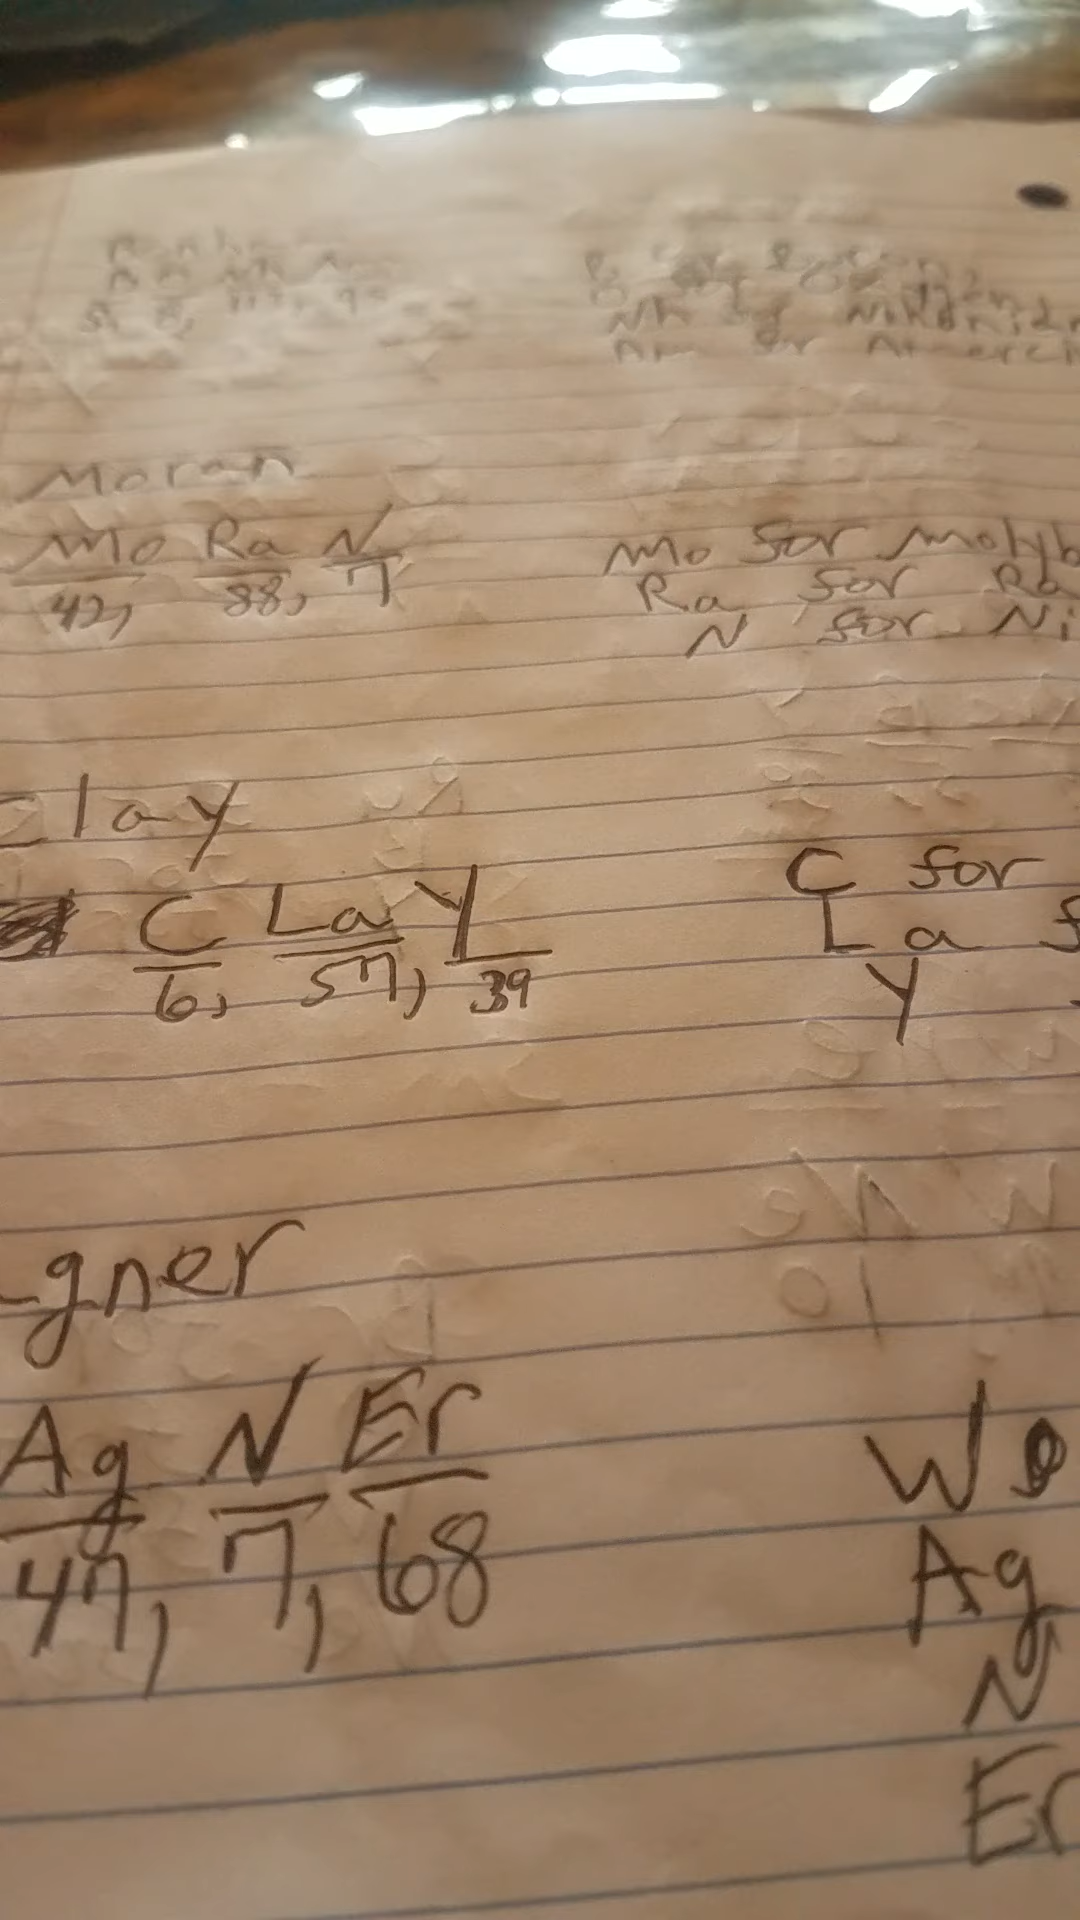 Moran
Mo Ra N
42, 88, 7
Mo for Molyb
Ra for Ra
N for Ni
Clay
C La Y
6, 57, 39
C for
La f
Y
gner
Ag N Er
47, 7, 68
W
Ag
N
Er